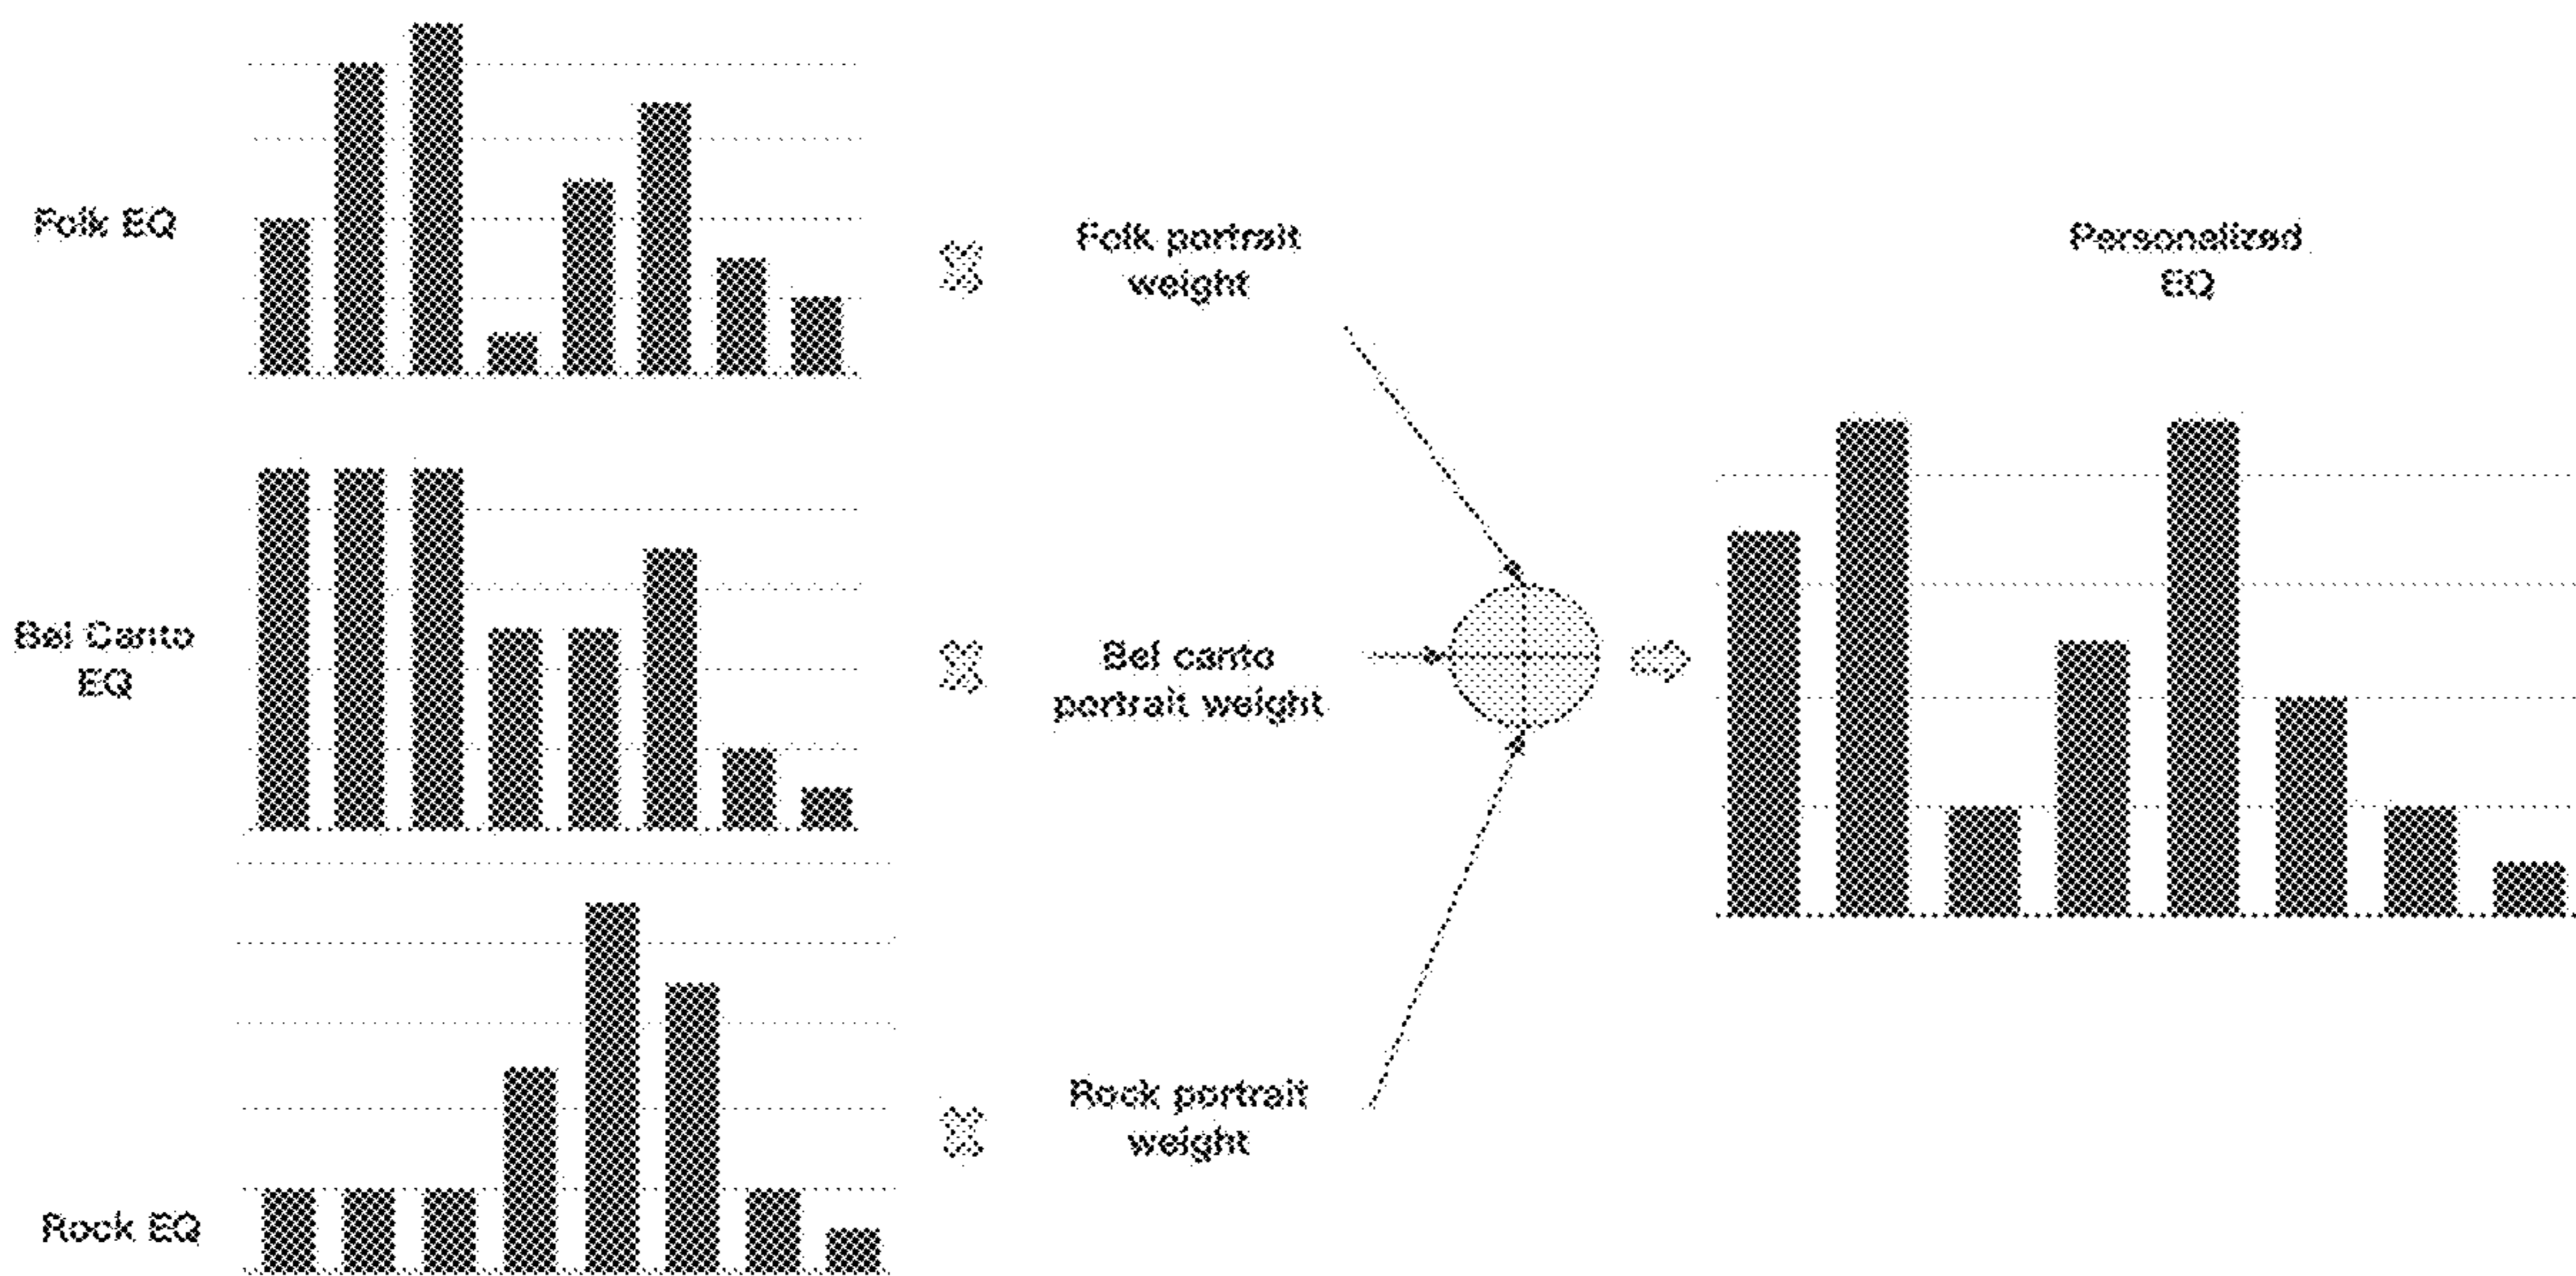 Folk EQ
Folk portrait
weight
Personalized
EQ
Bel Canto
EQ
Bel canto
portrait weight
Rock portrait
weight
Rock EQ